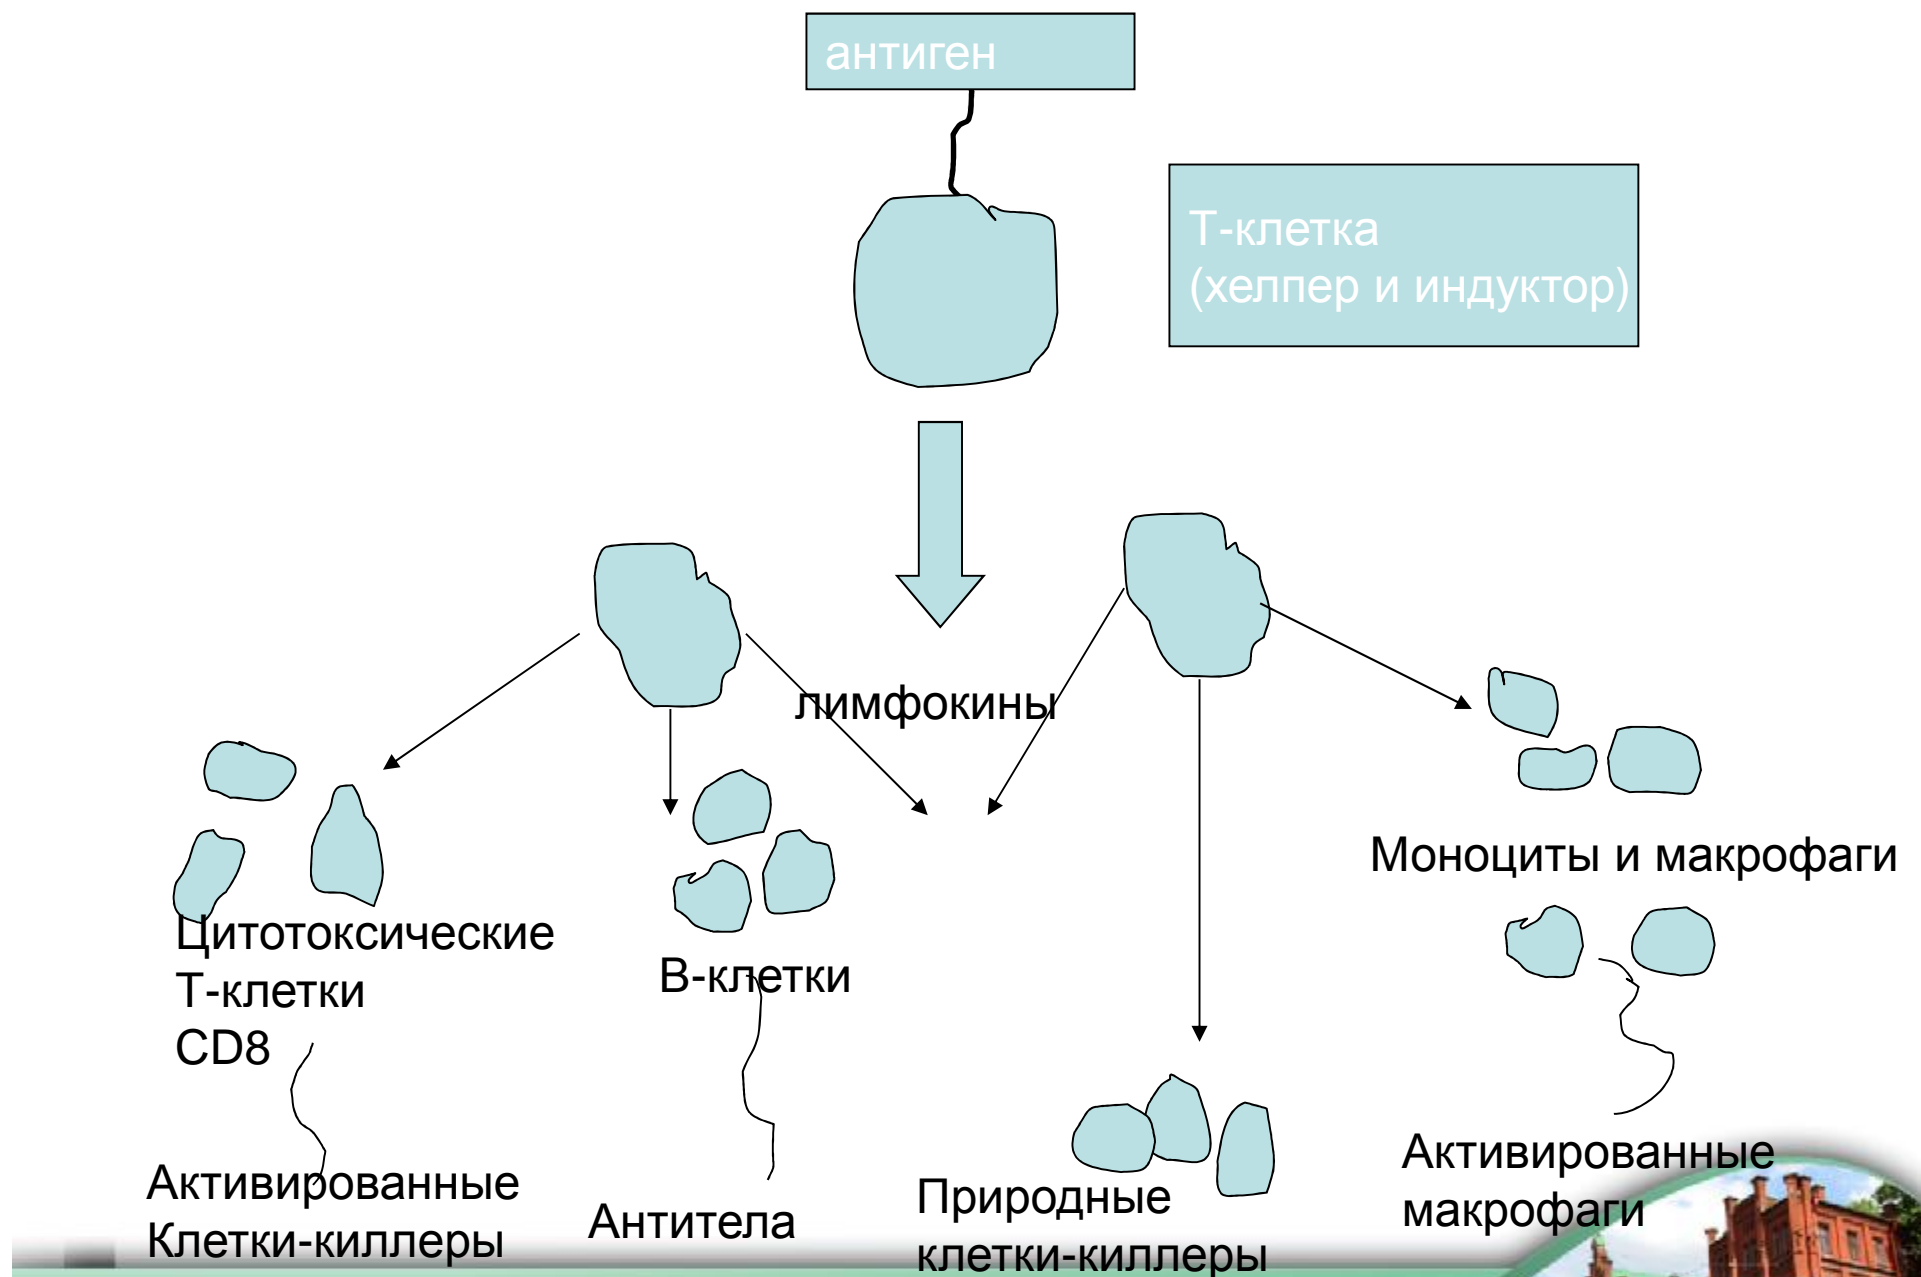 антиген
Т-клетка
(хелпер и индуктор)
лимфокины
Моноциты и макрофаги
Цитотоксические
Т-клетки
CD8
В-клетки
Активированные
Клетки-киллеры
Антитела
Природные
клетки-киллеры
Активированные
макрофаги